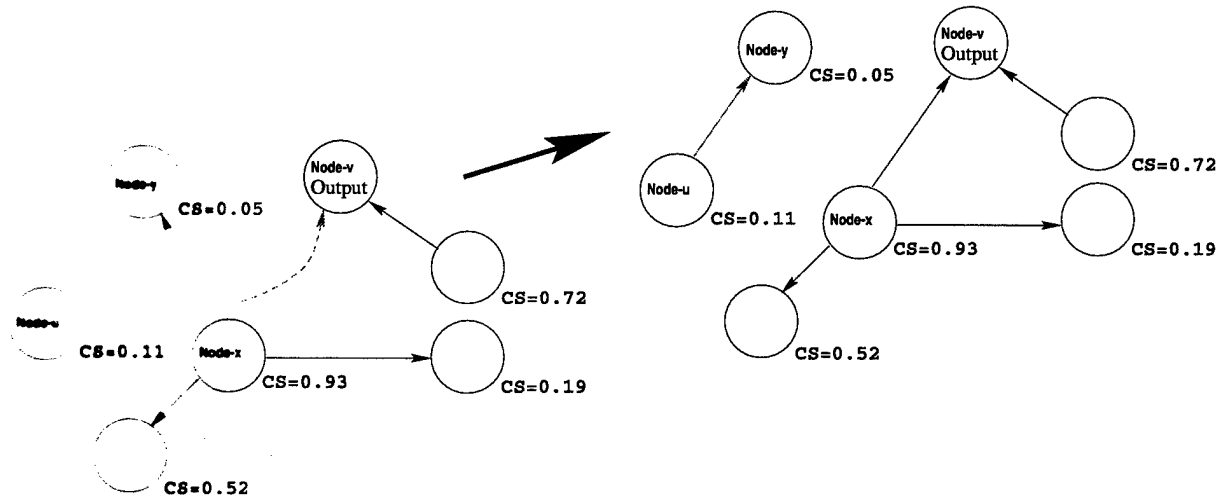 Node-y
CS=0.05
Node-v
Output
CS=0.72
Node-u
CS=0.11
Node-x
CS=0.93
CS=0.19
CS=0.52
Node-y
CS=0.05
Node-v
Output
CS=0.72
Node-u
CS=0.11
Node-x
CS=0.93
CS=0.19
CS=0.52